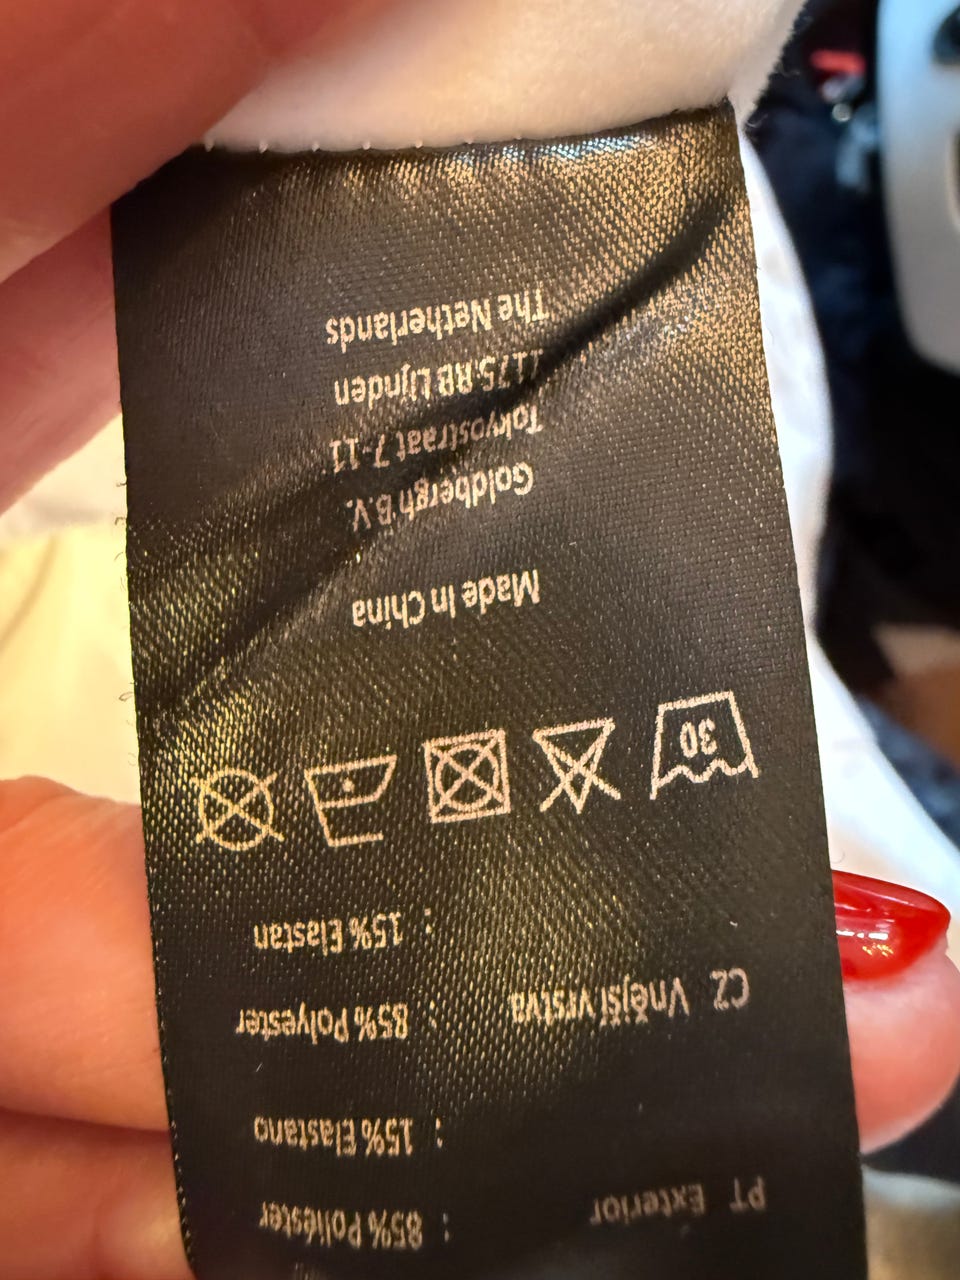 PT Exterior : 85% Poliéster
: 15% Elastano
CZ Vnější vrstva : 85% Polyester
: 15% Elastan
30
Made In China
Goldbergh B.V.
Tokyostraat 7-11
1175 RB Lijnden
The Netherlands